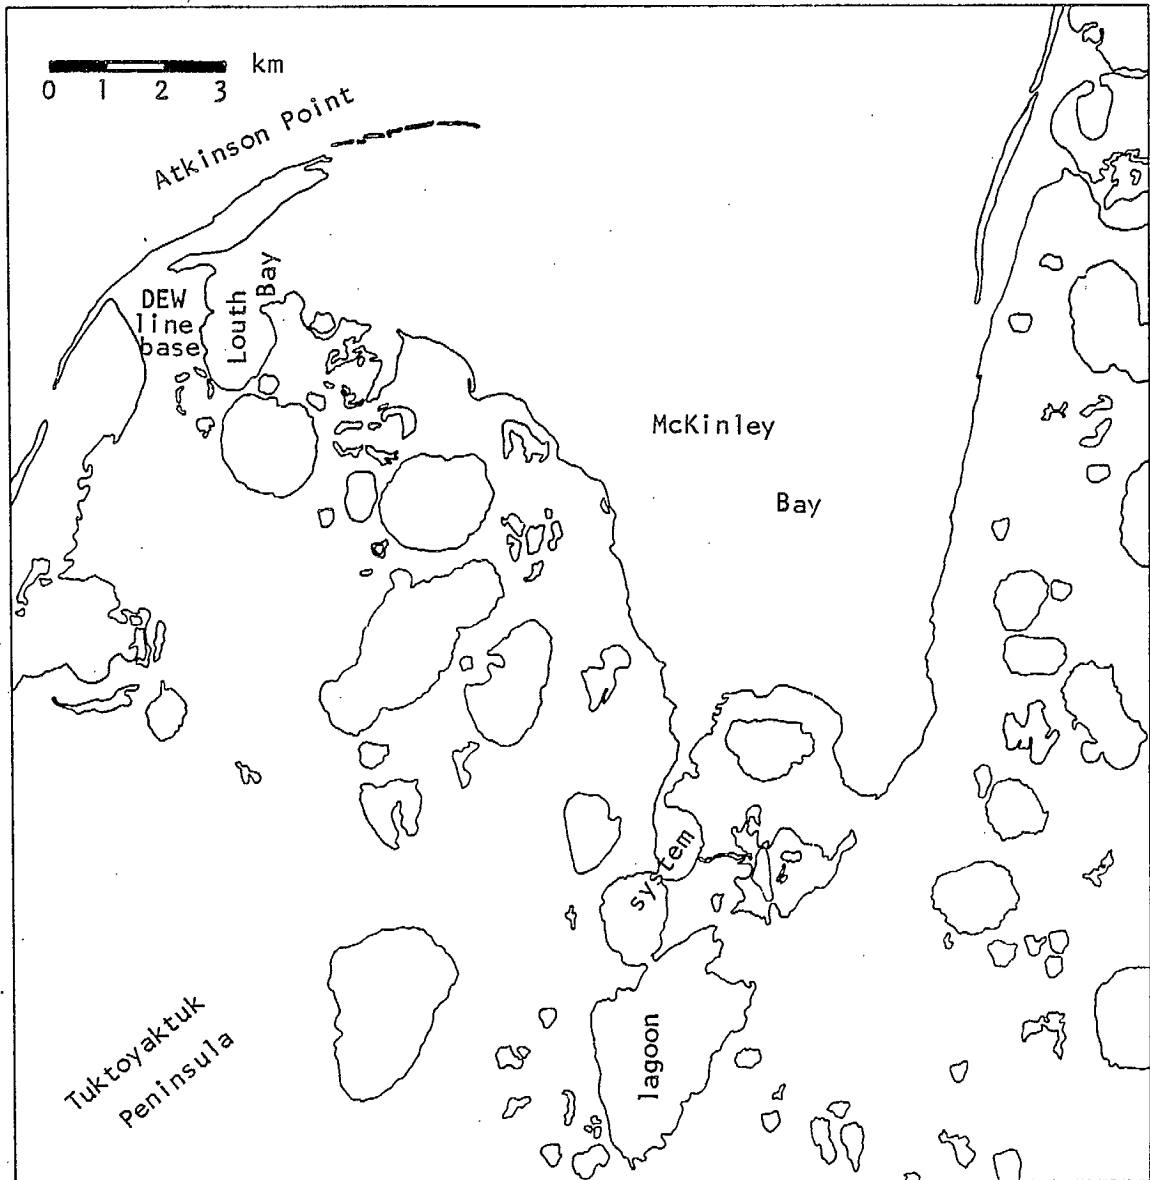 km
0 1 2 3
Atkinson Point
DEW
line
base
Louth
Bay
McKinley
Bay
system
lagoon
Tuktoyaktuk
Peninsula